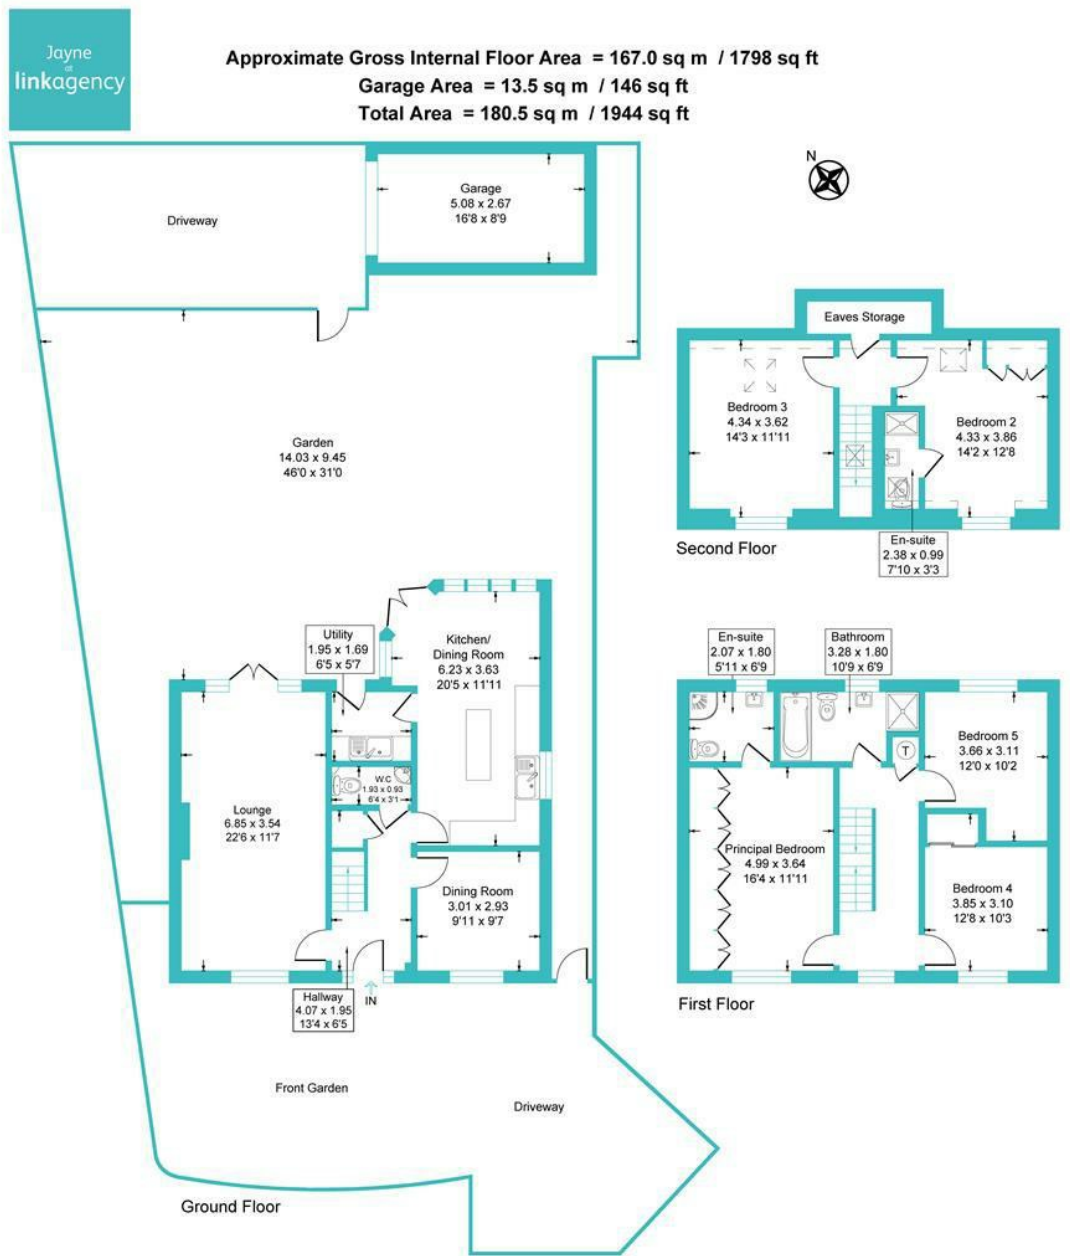 Jayne
at
linkagency
Approximate Gross Internal Floor Area = 167.0 sq m / 1798 sq ft
Garage Area = 13.5 sq m / 146 sq ft
Total Area = 180.5 sq m / 1944 sq ft
N
Driveway
Garage
5.08 x 2.67
16'8 x 8'9
Garden
14.03 x 9.45
46'0 x 31'0
Utility
1.95 x 1.69
6'5 x 5'7
Kitchen/
Dining Room
6.23 x 3.63
20'5 x 11'11
W.C
1.93 x 0.93
6'4 x 3'1
Lounge
6.85 x 3.54
22'6 x 11'7
Dining Room
3.01 x 2.93
9'11 x 9'7
Hallway
4.07 x 1.95
13'4 x 6'5
IN
Front Garden
Driveway
Ground Floor
Eaves Storage
Bedroom 3
4.34 x 3.62
14'3 x 11'11
Bedroom 2
4.33 x 3.86
14'2 x 12'8
En-suite
2.38 x 0.99
7'10 x 3'3
Second Floor
En-suite
2.07 x 1.80
5'11 x 6'9
Bathroom
3.28 x 1.80
10'9 x 6'9
T
Bedroom 5
3.66 x 3.11
12'0 x 10'2
Principal Bedroom
4.99 x 3.64
16'4 x 11'11
Bedroom 4
3.85 x 3.10
12'8 x 10'3
First Floor